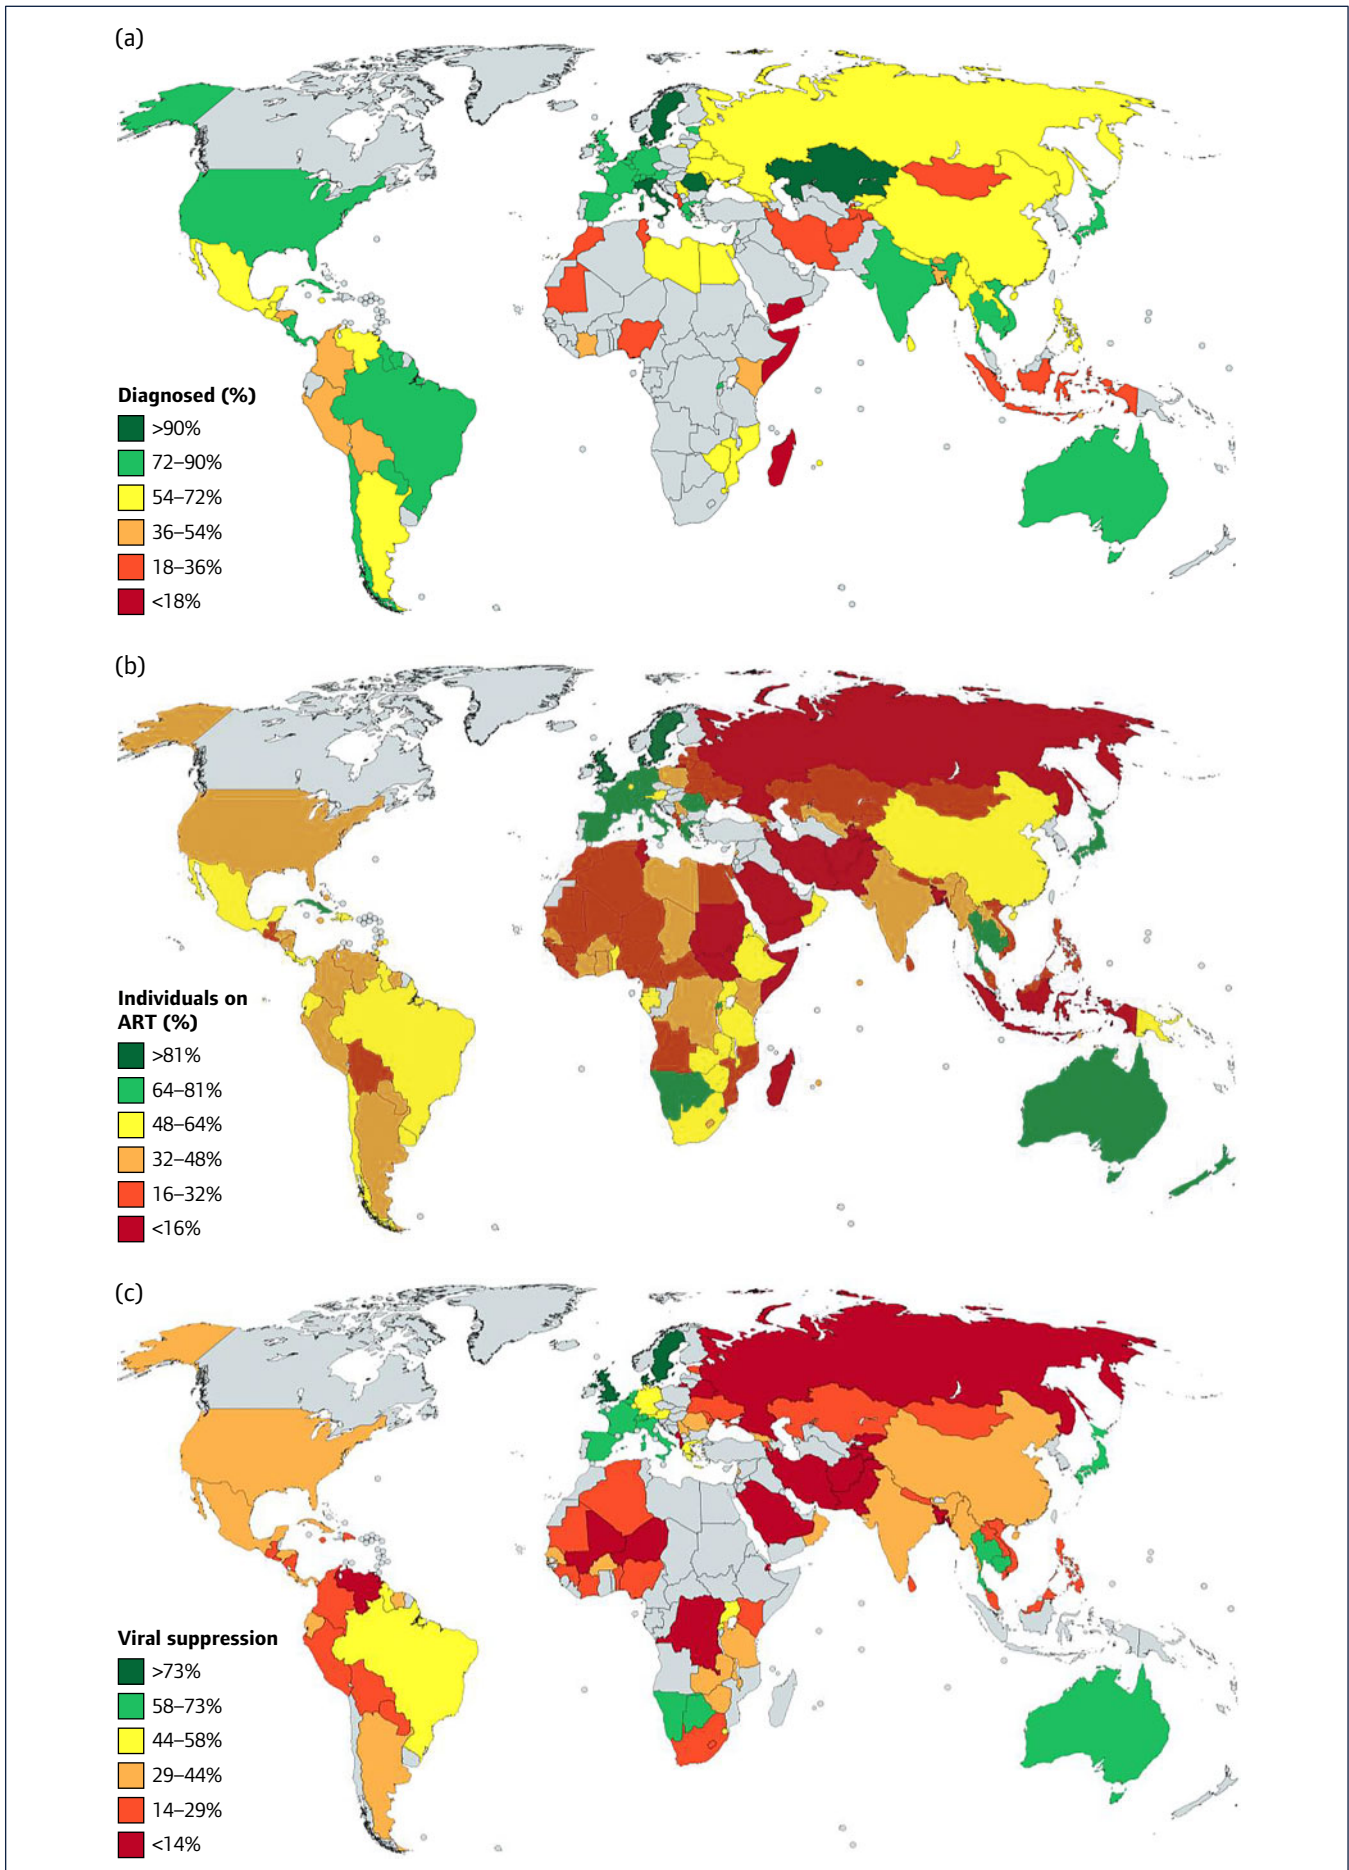 (a)
Diagnosed (%)
>90%
72–90%
54–72%
36–54%
18–36%
<18%
(b)
Individuals on
ART (%)
>81%
64–81%
48–64%
32–48%
16–32%
<16%
(c)
Viral suppression
>73%
58–73%
44–58%
29–44%
14–29%
<14%